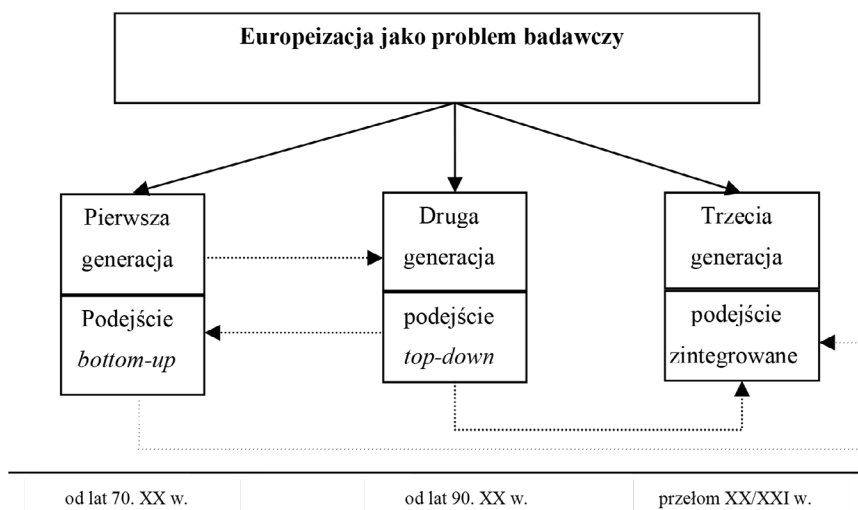 Europeizacja jako problem badawczy
Pierwsza
generacja
Druga
generacja
Trzecia
generacja
Podejście
bottom-up
podejście
top-down
podejście
zintegrowane
od lat 70. XX w.
od lat 90. XX w.
przełom XX/XXI w.